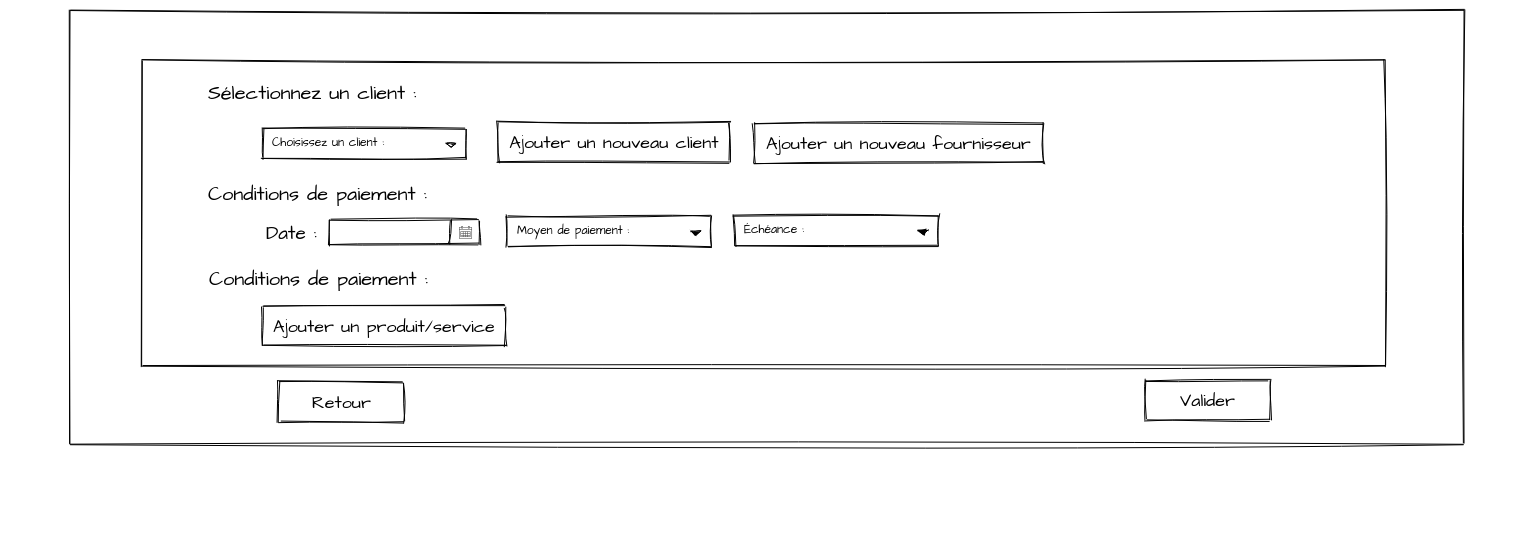 Sélectionnez un client :
Choisissez un client :
Ajouter un nouveau client
Ajouter un nouveau fournisseur
Conditions de paiement :
Date :
Moyen de paiement :
Échéance :
Conditions de paiement :
Ajouter un produit/service
Retour
Valider